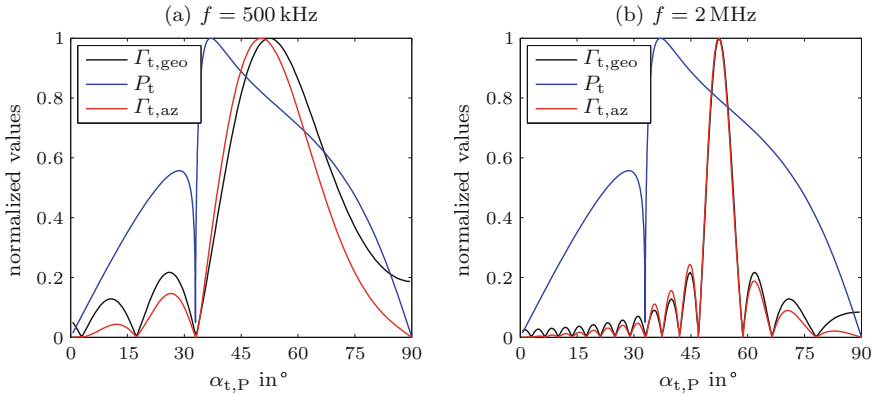 (a) f = 500 kHz
normalized values
1
0.8
0.6
0.4
0.2
0
Γt,geo
Pt
Γt,az
0 15 30 45 60 75 90
αt,P in °
(b) f = 2 MHz
normalized values
1
0.8
0.6
0.4
0.2
0
Γt,geo
Pt
Γt,az
0 15 30 45 60 75 90
αt,P in °